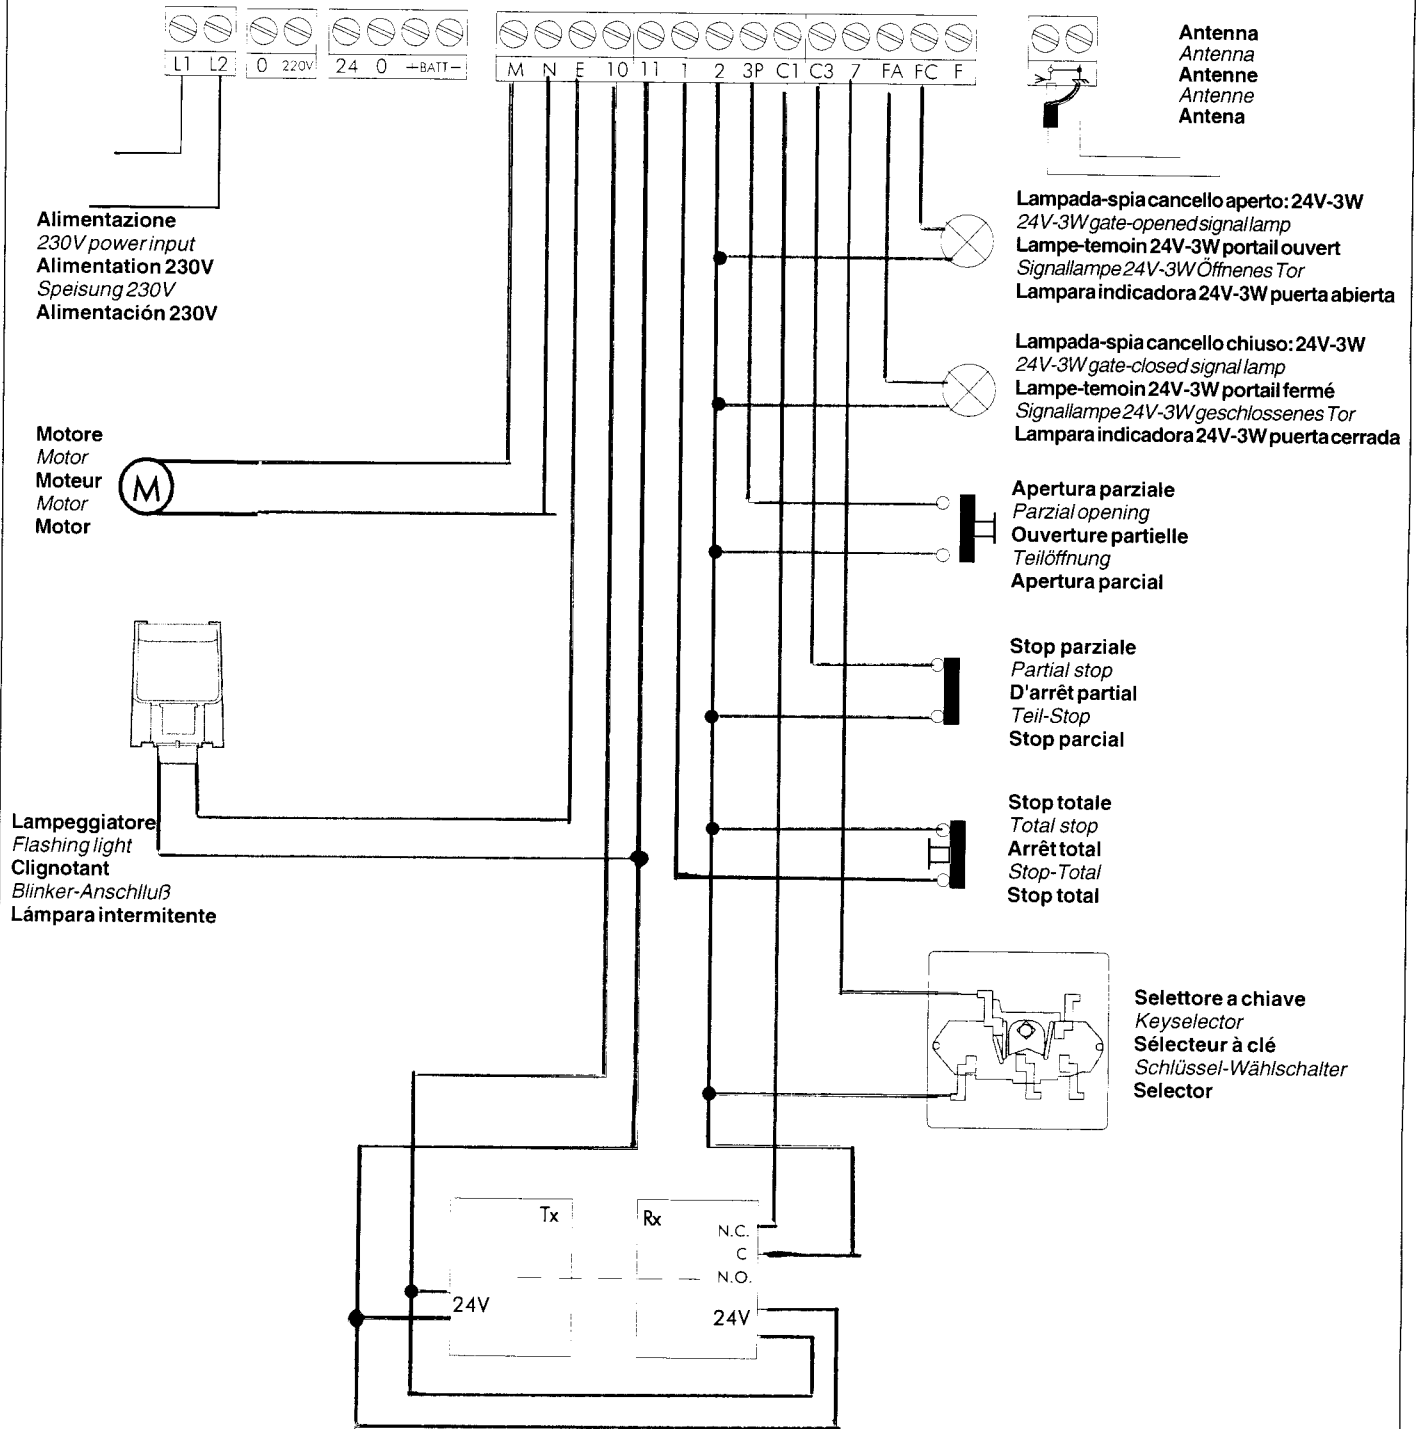 L1 L2 0 220V 24 0 +BATT− M N E 10 11 1 2 3P C1 C3 7 FA FC F
Antenna
Antenna
Antenne
Antenne
Antena
Alimentazione
230V power input
Alimentation 230V
Speisung 230V
Alimentación 230V
Lampada-spia cancello aperto: 24V-3W
24V-3W gate-opened signal lamp
Lampe-temoin 24V-3W portail ouvert
Signallampe 24V-3W Öffnenes Tor
Lampara indicadora 24V-3W puerta abierta
Lampada-spia cancello chiuso: 24V-3W
24V-3W gate-closed signal lamp
Lampe-temoin 24V-3W portail fermé
Signallampe 24V-3W geschlossenes Tor
Lampara indicadora 24V-3W puerta cerrada
Motore
Motor
Moteur
Motor
Motor
M
Apertura parziale
Parzial opening
Ouverture partielle
Teilöffnung
Apertura parcial
Stop parziale
Partial stop
D'arrêt partial
Teil-Stop
Stop parcial
Lampeggiatore
Flashing light
Clignotant
Blinker-Anschlluß
Lámpara intermitente
Stop totale
Total stop
Arrêt total
Stop-Total
Stop total
Selettore a chiave
Keyselector
Sélecteur à clé
Schlüssel-Wählschalter
Selector
Tx
Rx
N.C.
C
N.O.
24V
24V